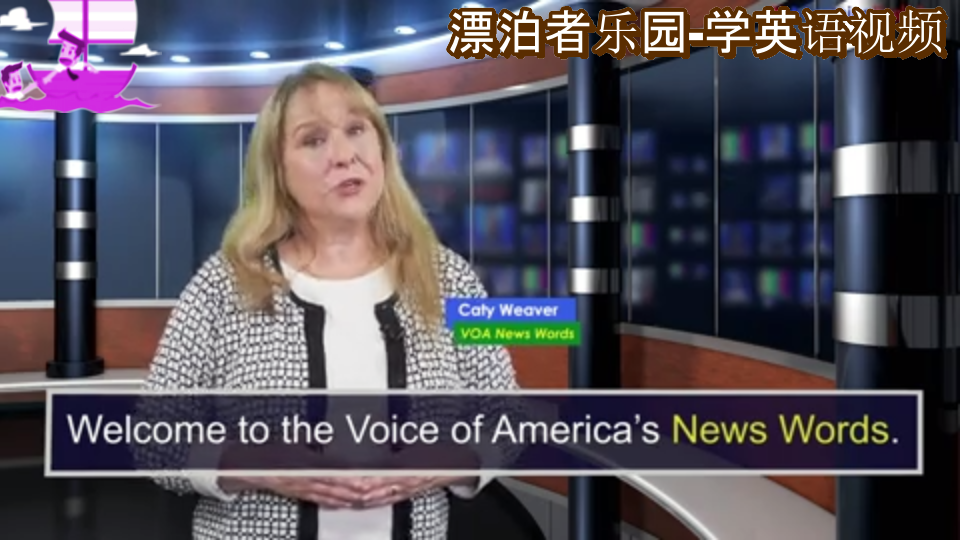 漂泊者乐园-学英语视频
Caty Weaver
VOA News Words
Welcome to the Voice of America's News Words.